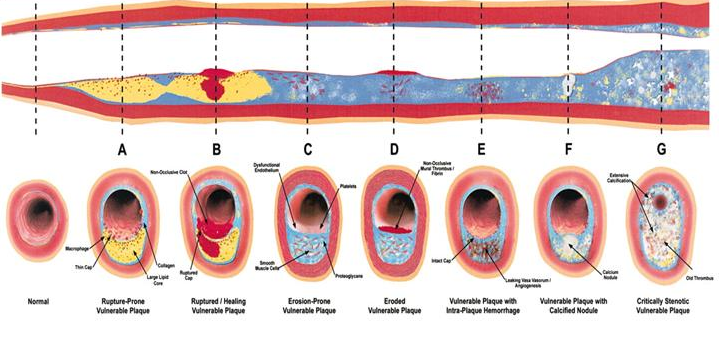 A B C D E F G
Dysfunctional
Endothelium
Non-Occlusive
Mural Thrombus /
Fibrin
Non-Occlusive Clot
Platelets
Extensive
Calcification
Macrophage
Thin Cap
Collagen
Large Lipid
Core
Ruptured
Cap
Smooth
Muscle Cells
Proteoglycans
Intact Cap
Leaking Vasa Vasorum /
Angiogenesis
Calcium
Nodule
Old Thrombus
Normal
Rupture-Prone
Vulnerable Plaque
Ruptured / Healing
Vulnerable Plaque
Erosion-Prone
Vulnerable Plaque
Eroded
Vulnerable Plaque
Vulnerable Plaque with
Intra-Plaque Hemorrhage
Vulnerable Plaque with
Calcified Nodule
Critically Stenotic
Vulnerable Plaque